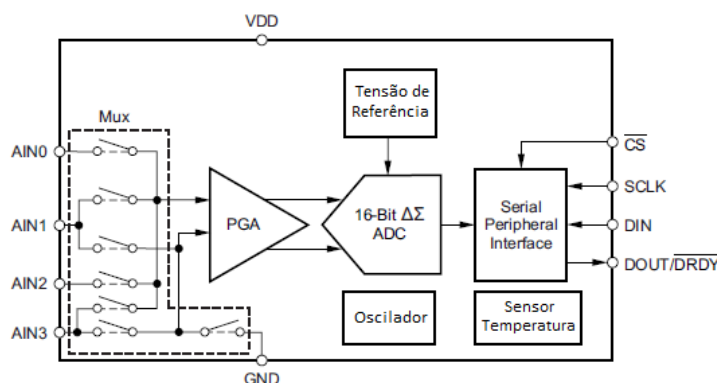 VDD
Tensão de
Referência
Mux
AIN0
CS
SCLK
AIN1
PGA
16-Bit ΔΣ
ADC
Serial
Peripheral
Interface
DIN
DOUT/DRDY
AIN2
Oscilador
Sensor
Temperatura
AIN3
GND